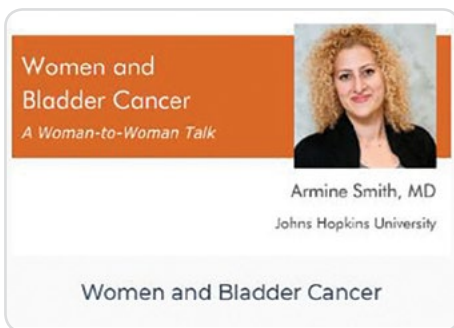 Women and
Bladder Cancer
A Woman-to-Woman Talk
Armine Smith, MD
Johns Hopkins University
Women and Bladder Cancer